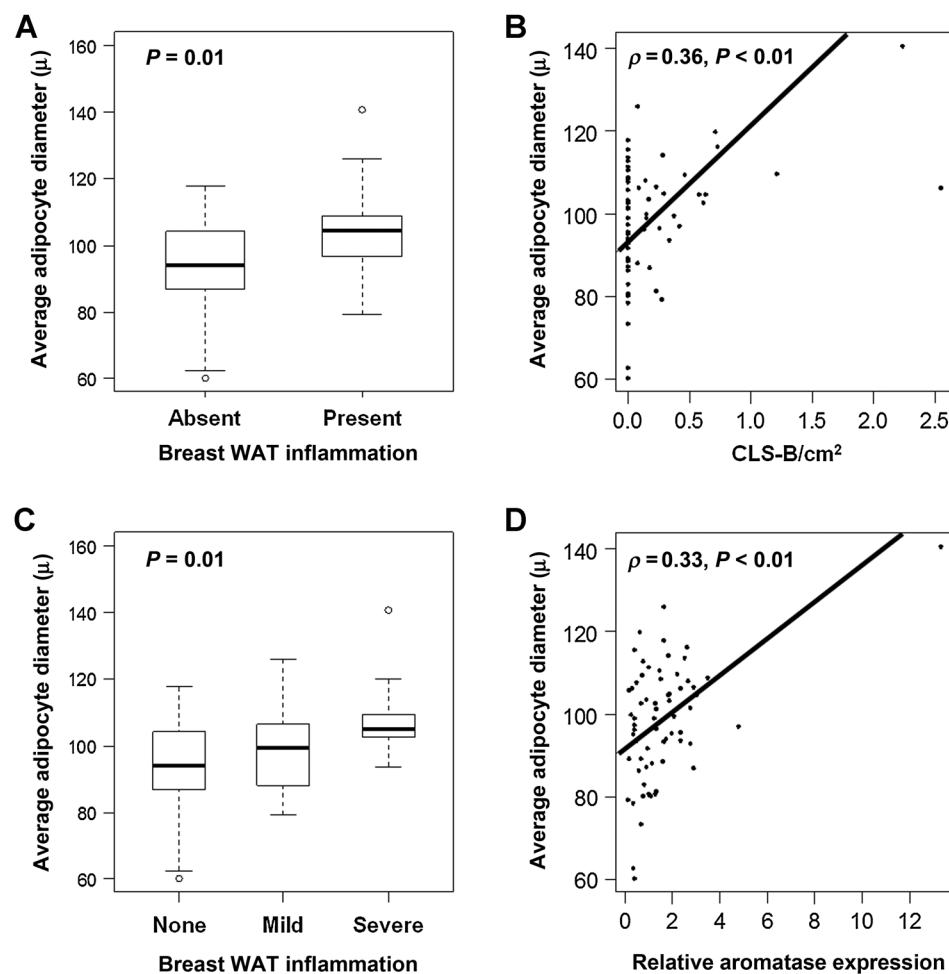 A
P = 0.01
Average adipocyte diameter (μ)
160
140
120
100
80
60
Absent
Present
Breast WAT inflammation
B
ρ = 0.36, P < 0.01
Average adipocyte diameter (μ)
140
120
100
80
60
0.0 0.5 1.0 1.5 2.0 2.5
CLS-B/cm²
C
P = 0.01
Average adipocyte diameter (μ)
160
140
120
100
80
60
None
Mild
Severe
Breast WAT inflammation
D
ρ = 0.33, P < 0.01
Average adipocyte diameter (μ)
140
120
100
80
60
0 2 4 6 8 10 12
Relative aromatase expression